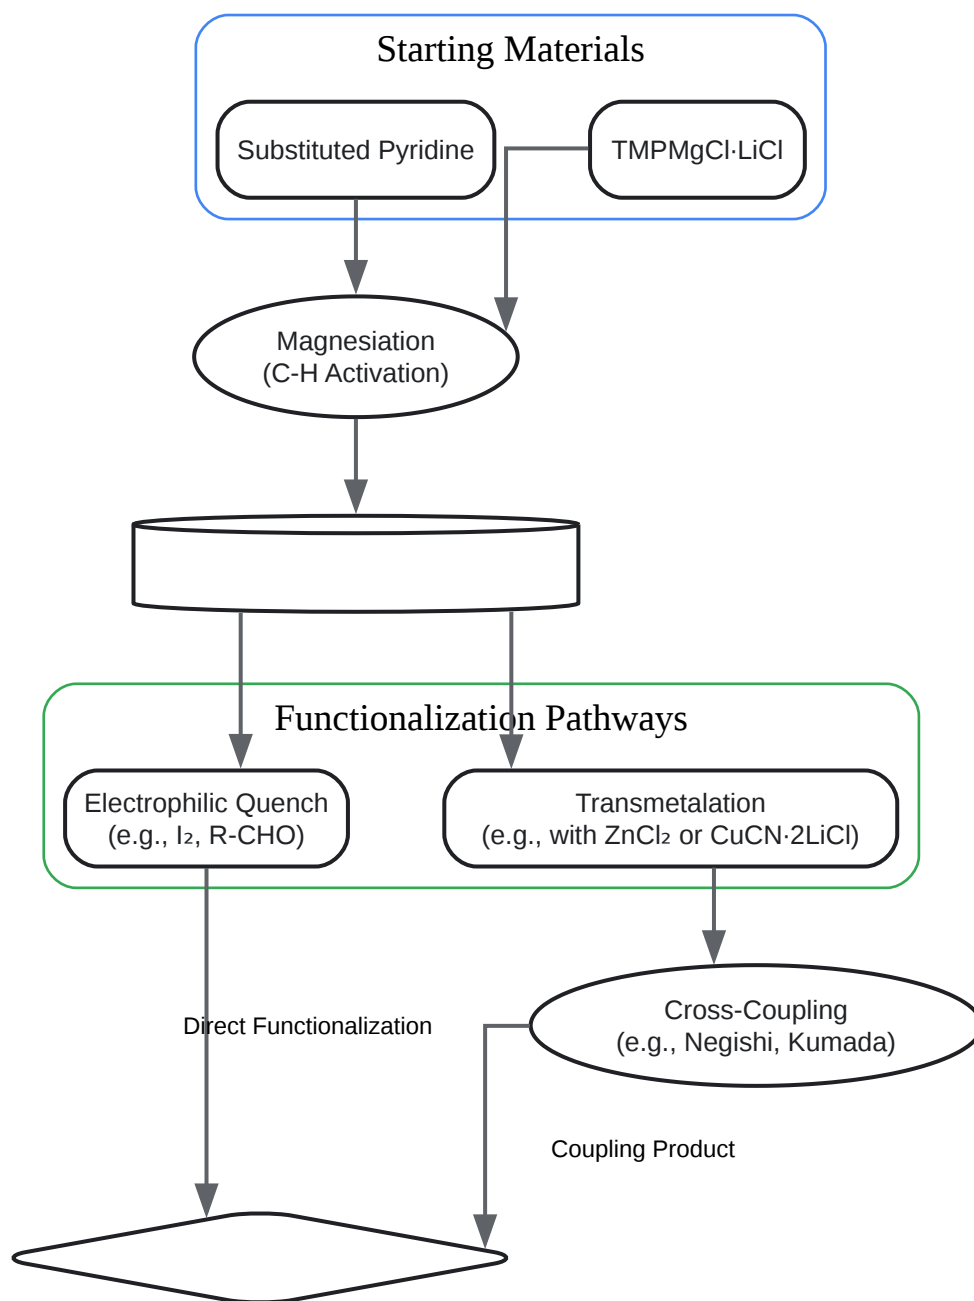 Starting Materials
Substituted Pyridine
TMPMgCl·LiCl
Magnesiation
(C-H Activation)
Functionalization Pathways
Electrophilic Quench
(e.g., I₂, R-CHO)
Transmetalation
(e.g., with ZnCl₂ or CuCN·2LiCl)
Cross-Coupling
(e.g., Negishi, Kumada)
Direct Functionalization
Coupling Product